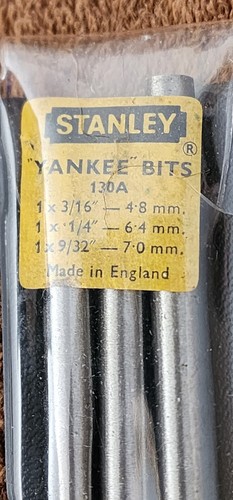 STANLEY
®
"YANKEE" BITS
130A
1 x 3/16" — 4·8 mm.
1 x 1/4" — 6·4 mm.
1 x 9/32" — 7·0 mm.
Made in England